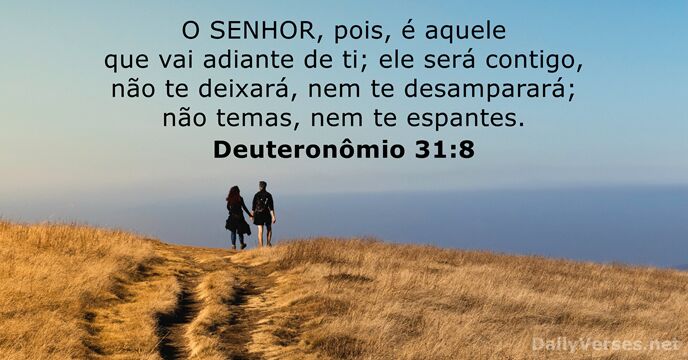 O SENHOR, pois, é aquele
que vai adiante de ti; ele será contigo,
não te deixará, nem te desamparará;
não temas, nem te espantes.
Deuteronômio 31:8
DailyVerses.net